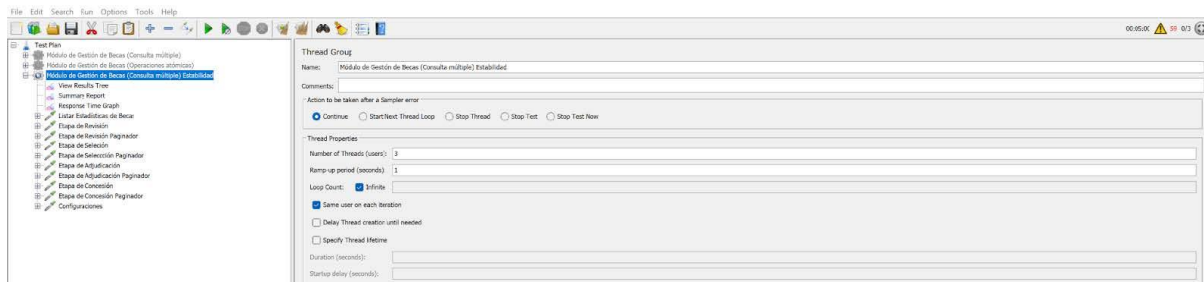 File Edit Search Run Options Tools Help
00:05:0( 59 0/3
Test Plan
Módulo de Gestión de Becas (Consulta múltiple)
Módulo de Gestión de Becas (Operaciones atómicas)
Módulo de Gestión de Becas (Consulta múltiple) Estabilidad
View Results Tree
Summary Report
Response Time Graph
Listar Estadísticas de Becas
Etapa de Revisión
Etapa de Revisión Paginador
Etapa de Seleción
Etapa de Selección Paginador
Etapa de Adjudicación
Etapa de Adjudicación Paginador
Etapa de Concesión
Etapa de Concesión Paginador
Configuraciones
Thread Group
Name: Módulo de Gestión de Becas (Consulta múltiple) Estabilidad
Comments:
Action to be taken after a Sampler error
Continue Start Next Thread Loop Stop Thread Stop Test Stop Test Now
Thread Properties
Number of Threads (users): 3
Ramp-up period (seconds): 1
Loop Count: Infinite
Same user on each iteration
Delay Thread creation until needed
Specify Thread lifetime
Duration (seconds):
Startup delay (seconds):